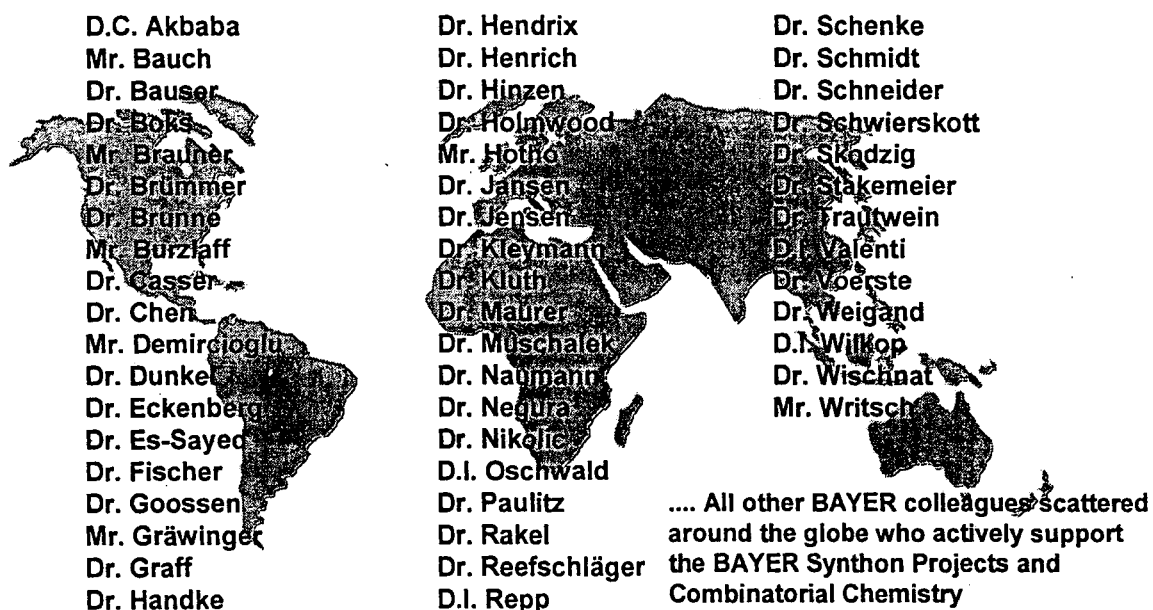 D.C. Akbaba
Mr. Bauch
Dr. Bauser
Dr. Boks
Mr. Brauner
Dr. Brümmer
Dr. Brunne
Mr. Burzlaff
Dr. Casser
Dr. Chen
Mr. Demircioglu
Dr. Dunkel
Dr. Eckenberg
Dr. Es-Sayed
Dr. Fischer
Dr. Goossen
Mr. Gräwinger
Dr. Graff
Dr. Handke
Dr. Hendrix
Dr. Henrich
Dr. Hinzen
Dr. Holmwood
Mr. Hotho
Dr. Jansen
Dr. Jensen
Dr. Kleymann
Dr. Kluth
Dr. Maurer
Dr. Muschalek
Dr. Naumann
Dr. Negura
Dr. Nikolic
D.I. Oschwald
Dr. Paulitz
Dr. Rakel
Dr. Reefschläger
D.I. Repp
Dr. Schenke
Dr. Schmidt
Dr. Schneider
Dr. Schwierskott
Dr. Skodzig
Dr. Stakemeier
Dr. Trautwein
D.I. Valenti
Dr. Voerste
Dr. Weigand
D.I. Wilkop
Dr. Wischnat
Mr. Writsch
.... All other BAYER colleagues scattered
around the globe who actively support
the BAYER Synthon Projects and
Combinatorial Chemistry